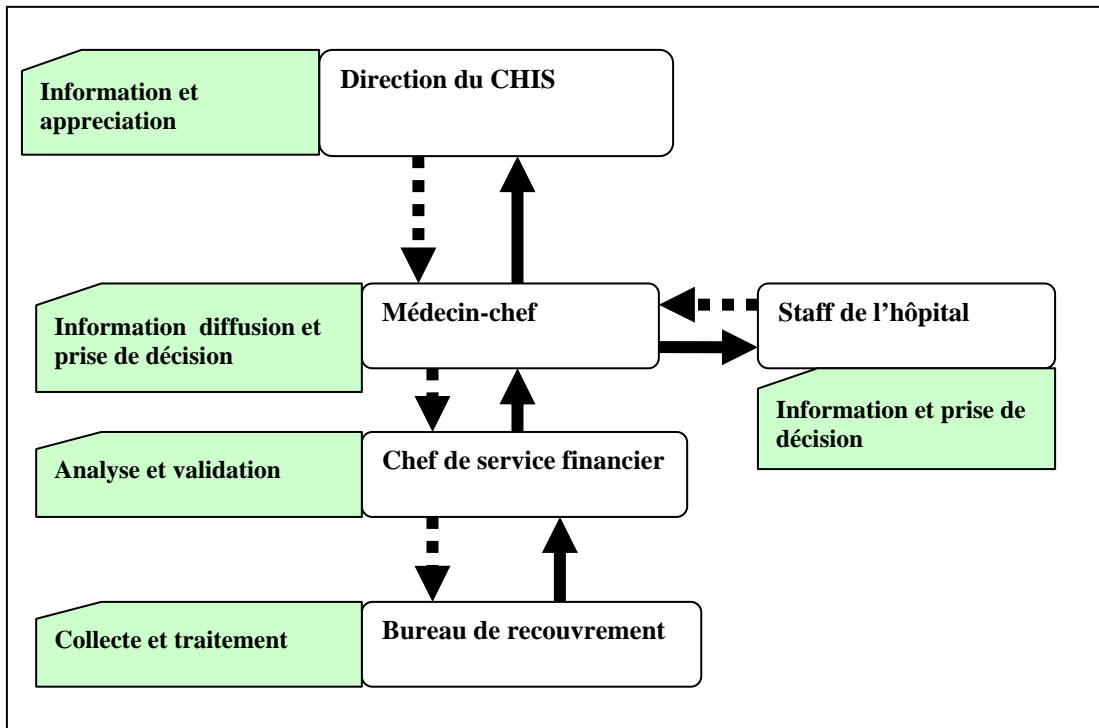 Information et
appreciation
Direction du CHIS
Information  diffusion et
prise de décision
Médecin-chef
Staff de l’hôpital
Information et prise de
décision
Analyse et validation
Chef de service financier
Collecte et traitement
Bureau de recouvrement